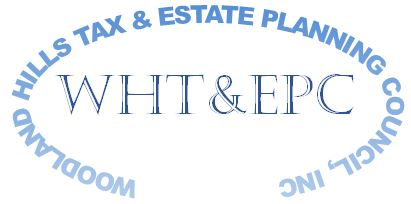 WOODLAND HILLS TAX & ESTATE PLANNING COUNCIL, INC
WHT&EPC